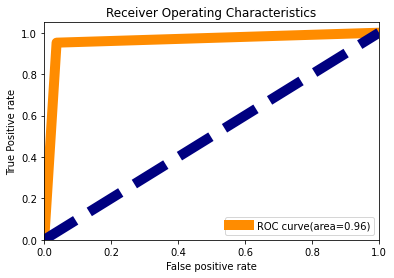 Receiver Operating Characteristics
True Positive rate
1.0
0.8
0.6
0.4
0.2
0.0
ROC curve(area=0.96)
0.0 0.2 0.4 0.6 0.8 1.0
False positive rate